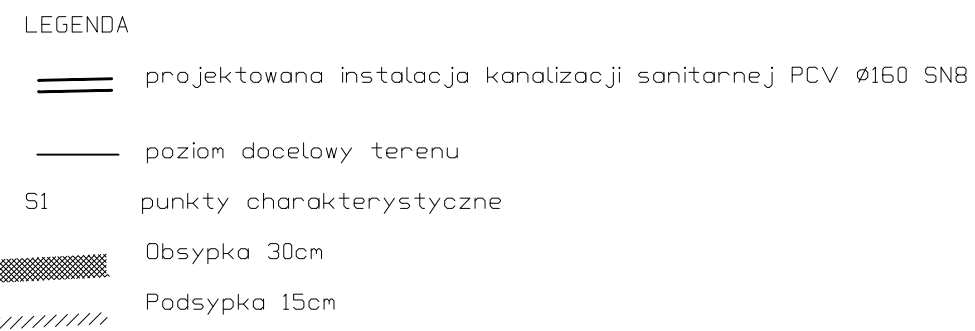 LEGENDA
projektowana instalacja kanalizacji sanitarnej PCV Ø160 SN8
poziom docelowy terenu
S1 punkty charakterystyczne
Obsypka 30cm
Podsypka 15cm